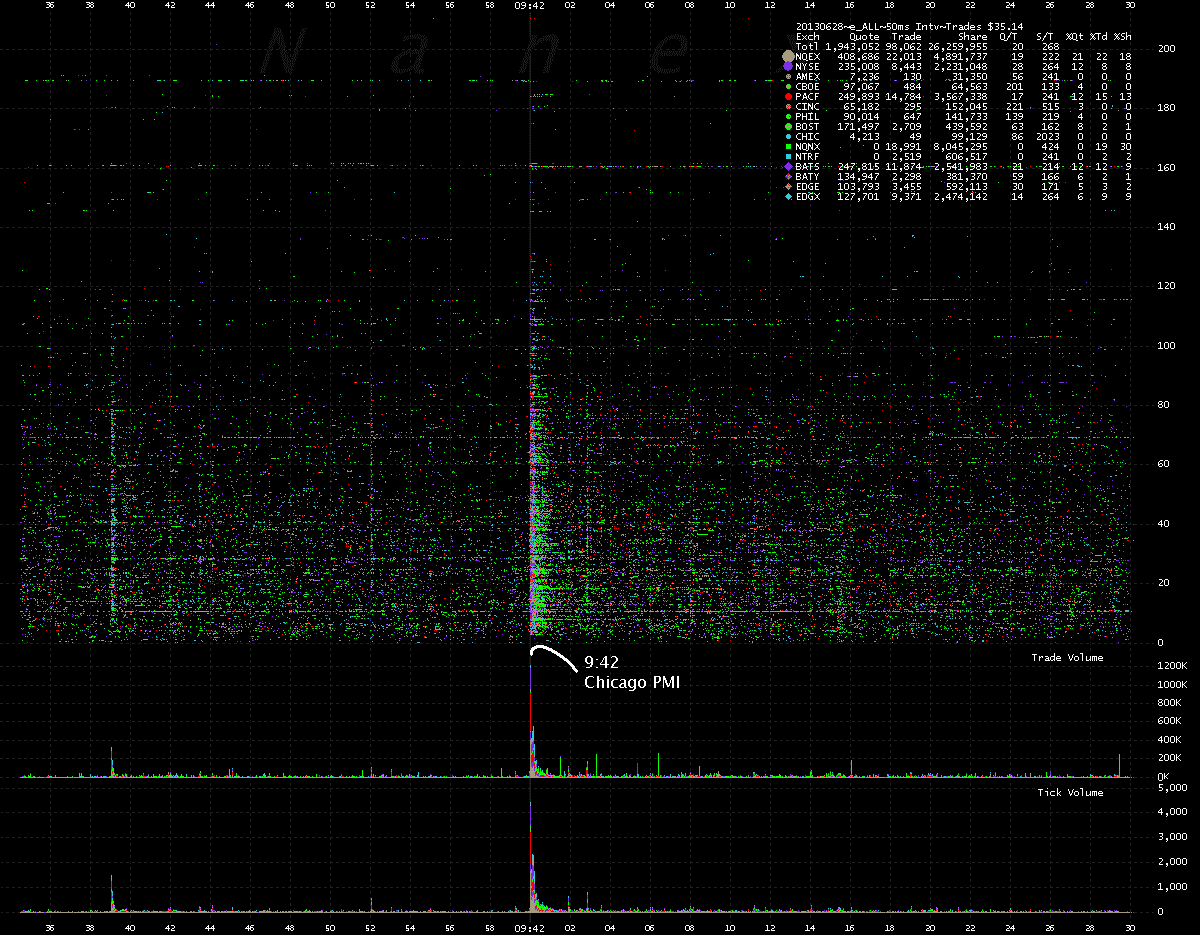 36 38 40 42 44 46 48 50 52 54 56 58 09:42 02 04 06 08 10 12 14 16 18 20 22 24 26 28 30
N a n e x
20130628~e_ALL~50ms Intv~Trades $35.14
Exch Quote Trade Share Q/T S/T %Qt %Td %Sh
Totl 1,943,052 98,062 26,259,955 20 268
NQEX 408,686 22,013 4,891,737 19 222 21 22 18
NYSE 235,008 8,443 2,231,048 28 264 12 8 8
AMEX 7,236 130 31,350 56 241 0 0 0
CBOE 97,067 484 64,563 201 133 4 0 0
PACF 249,893 14,784 3,567,338 17 241 12 15 13
CINC 65,182 295 152,045 221 515 3 0 0
PHIL 90,014 647 141,733 139 219 4 0 0
BOST 171,497 2,709 439,592 63 162 8 2 1
CHIC 4,213 49 99,129 86 2023 0 0 0
NQNX 0 18,991 8,045,295 0 424 0 19 30
NTRF 0 2,519 606,517 0 241 0 2 2
BATS 247,815 11,874 2,541,983 21 214 12 12 9
BATY 134,947 2,298 381,370 59 166 6 2 1
EDGE 103,793 3,455 592,113 30 171 5 3 2
EDGX 127,701 9,371 2,474,142 14 264 6 9 9
200
180
160
140
120
100
80
60
40
20
0
9:42
Chicago PMI
Trade Volume
1200K
1000K
800K
600K
400K
200K
0K
5,000
Tick Volume
4,000
3,000
2,000
1,000
0
36 38 40 42 44 46 48 50 52 54 56 58 09:42 02 04 06 08 10 12 14 16 18 20 22 24 26 28 30